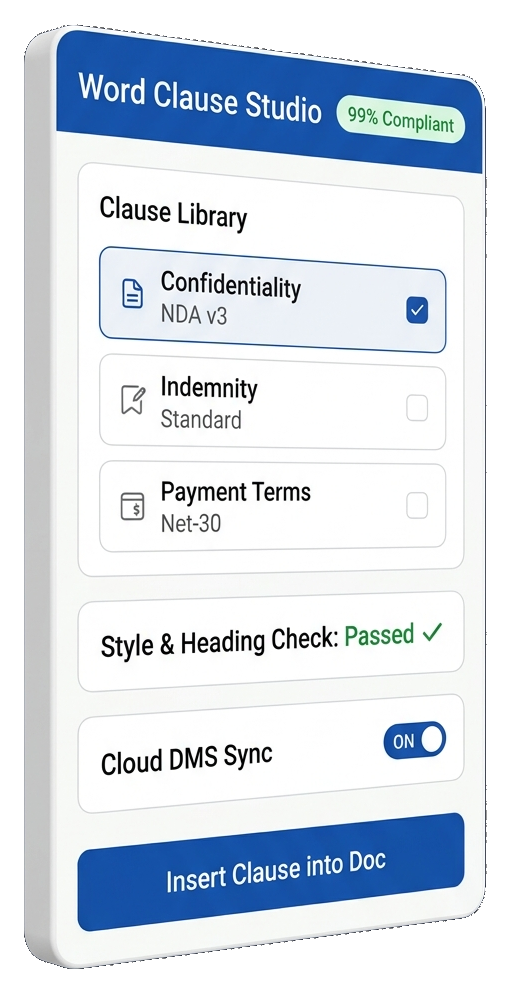 Word Clause Studio
99% Compliant
Clause Library
Confidentiality
NDA v3
Indemnity
Standard
$
Payment Terms
Net-30
Style & Heading Check: Passed ✓
Cloud DMS Sync
ON
Insert Clause into Doc